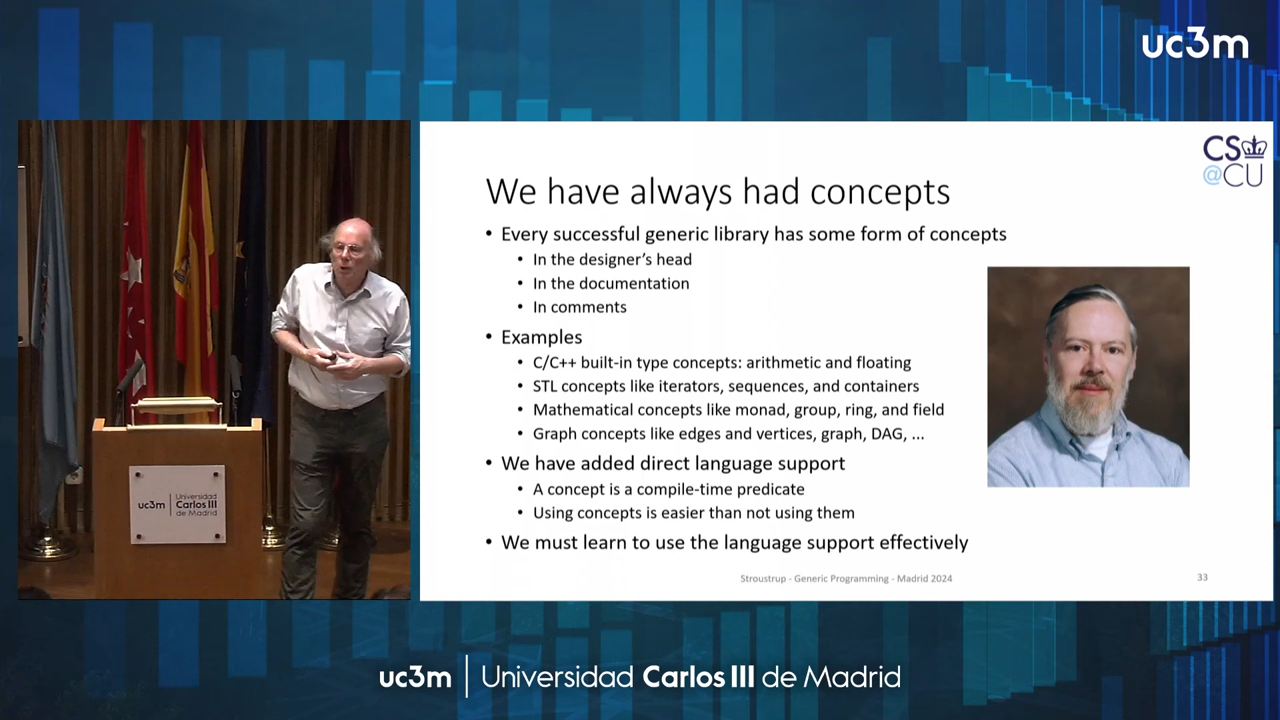 uc3m
CS
@CU
We have always had concepts
• Every successful generic library has some form of concepts
• In the designer’s head
• In the documentation
• In comments
• Examples
• C/C++ built-in type concepts: arithmetic and floating
• STL concepts like iterators, sequences, and containers
• Mathematical concepts like monad, group, ring, and field
• Graph concepts like edges and vertices, graph, DAG, ...
• We have added direct language support
• A concept is a compile-time predicate
• Using concepts is easier than not using them
• We must learn to use the language support effectively
Stroustrup - Generic Programming - Madrid 2024
33
uc3m
Universidad
Carlos III
de Madrid
uc3m | Universidad Carlos III de Madrid